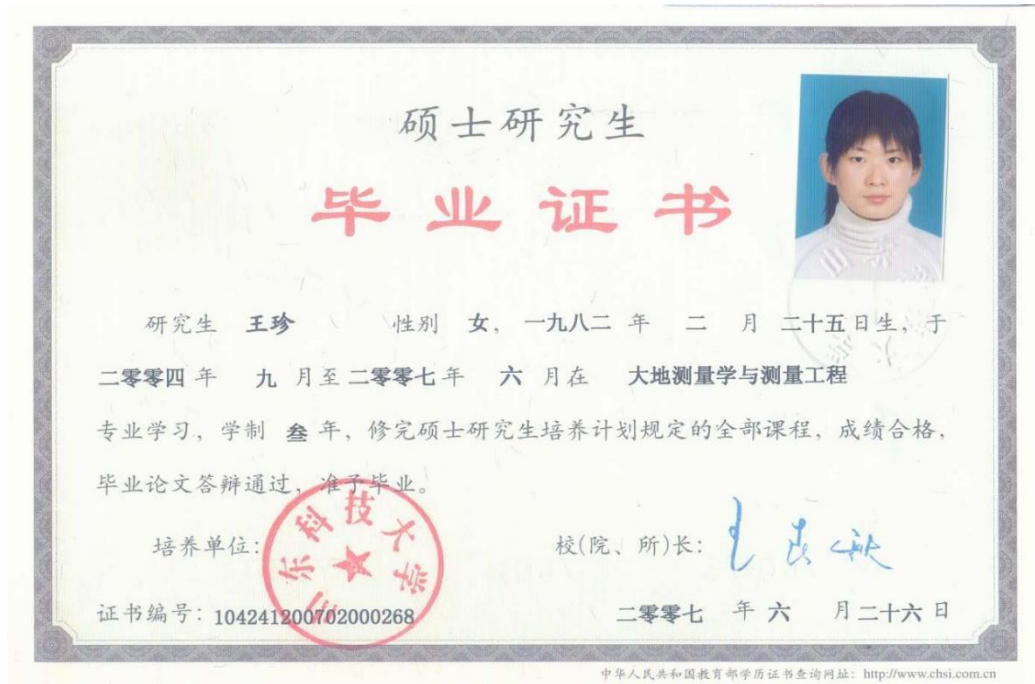 硕士研究生
毕业证书
研究生 王珍 性别 女，一九八二 年 二 月 二十五日生，于
二零零四 年 九 月至 二零零七 年 六 月在 大地测量学与测量工程
专业学习，学制 叁 年，修完硕士研究生培养计划规定的全部课程，成绩合格，
毕业论文答辩通过，准予毕业。
山东科技大学
培养单位：
校(院、所)长：
证书编号：104241200702000268
二零零七 年 六 月二十六 日
中华人民共和国教育部学历证书查询网址：http://www.chsi.com.cn